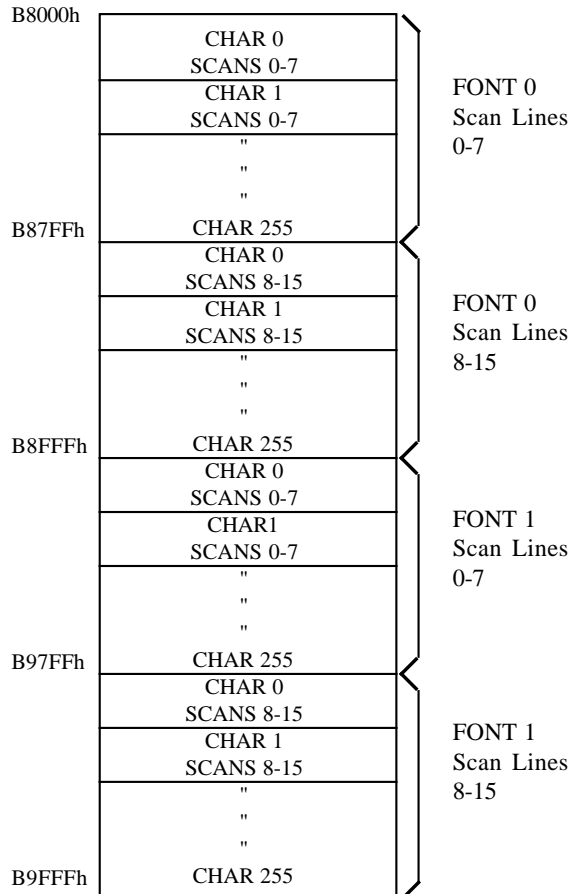 B8000h
CHAR 0
SCANS 0-7
CHAR 1
SCANS 0-7
"
"
"
B87FFh
CHAR 255
FONT 0
Scan Lines
0-7
CHAR 0
SCANS 8-15
CHAR 1
SCANS 8-15
"
"
"
B8FFFh
CHAR 255
FONT 0
Scan Lines
8-15
CHAR 0
SCANS 0-7
CHAR1
SCANS 0-7
"
"
"
B97FFh
CHAR 255
FONT 1
Scan Lines
0-7
CHAR 0
SCANS 8-15
CHAR 1
SCANS 8-15
"
"
"
B9FFFh
CHAR 255
FONT 1
Scan Lines
8-15